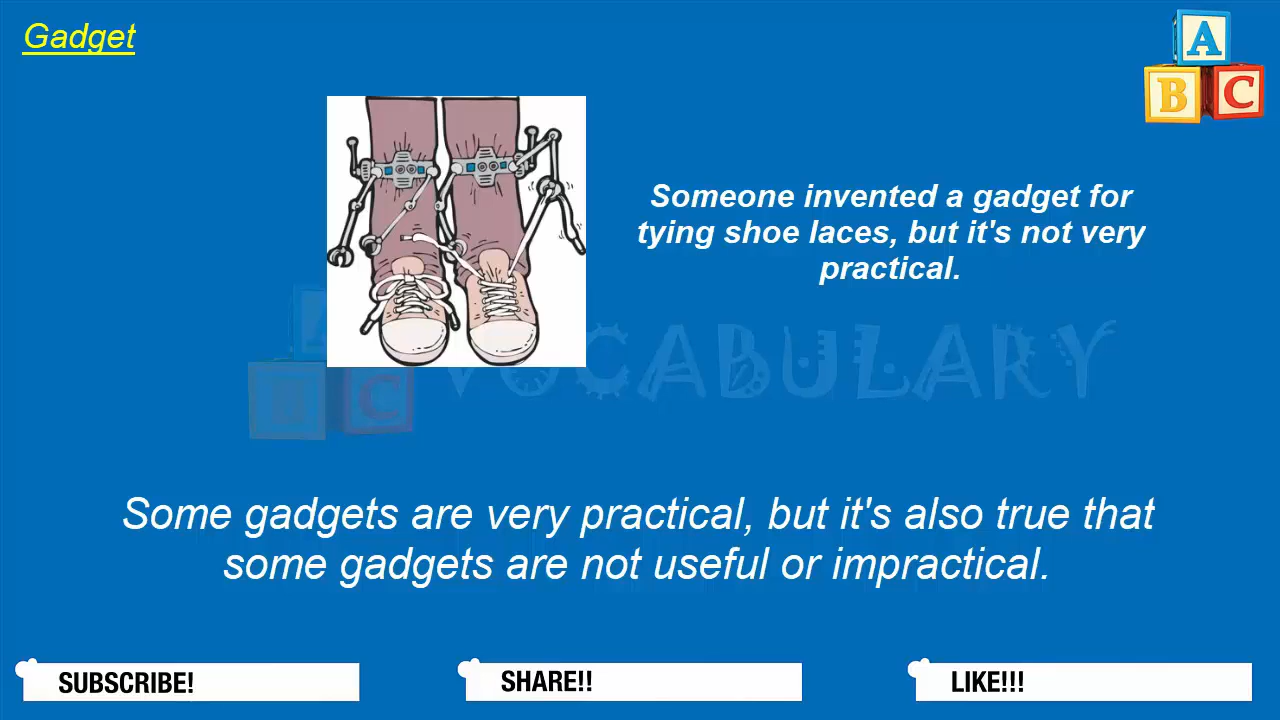 Gadget
A
B C
Someone invented a gadget for
tying shoe laces, but it's not very
practical.
VOCABULARY
B C
Some gadgets are very practical, but it's also true that
some gadgets are not useful or impractical.
SUBSCRIBE!
SHARE!!
LIKE!!!